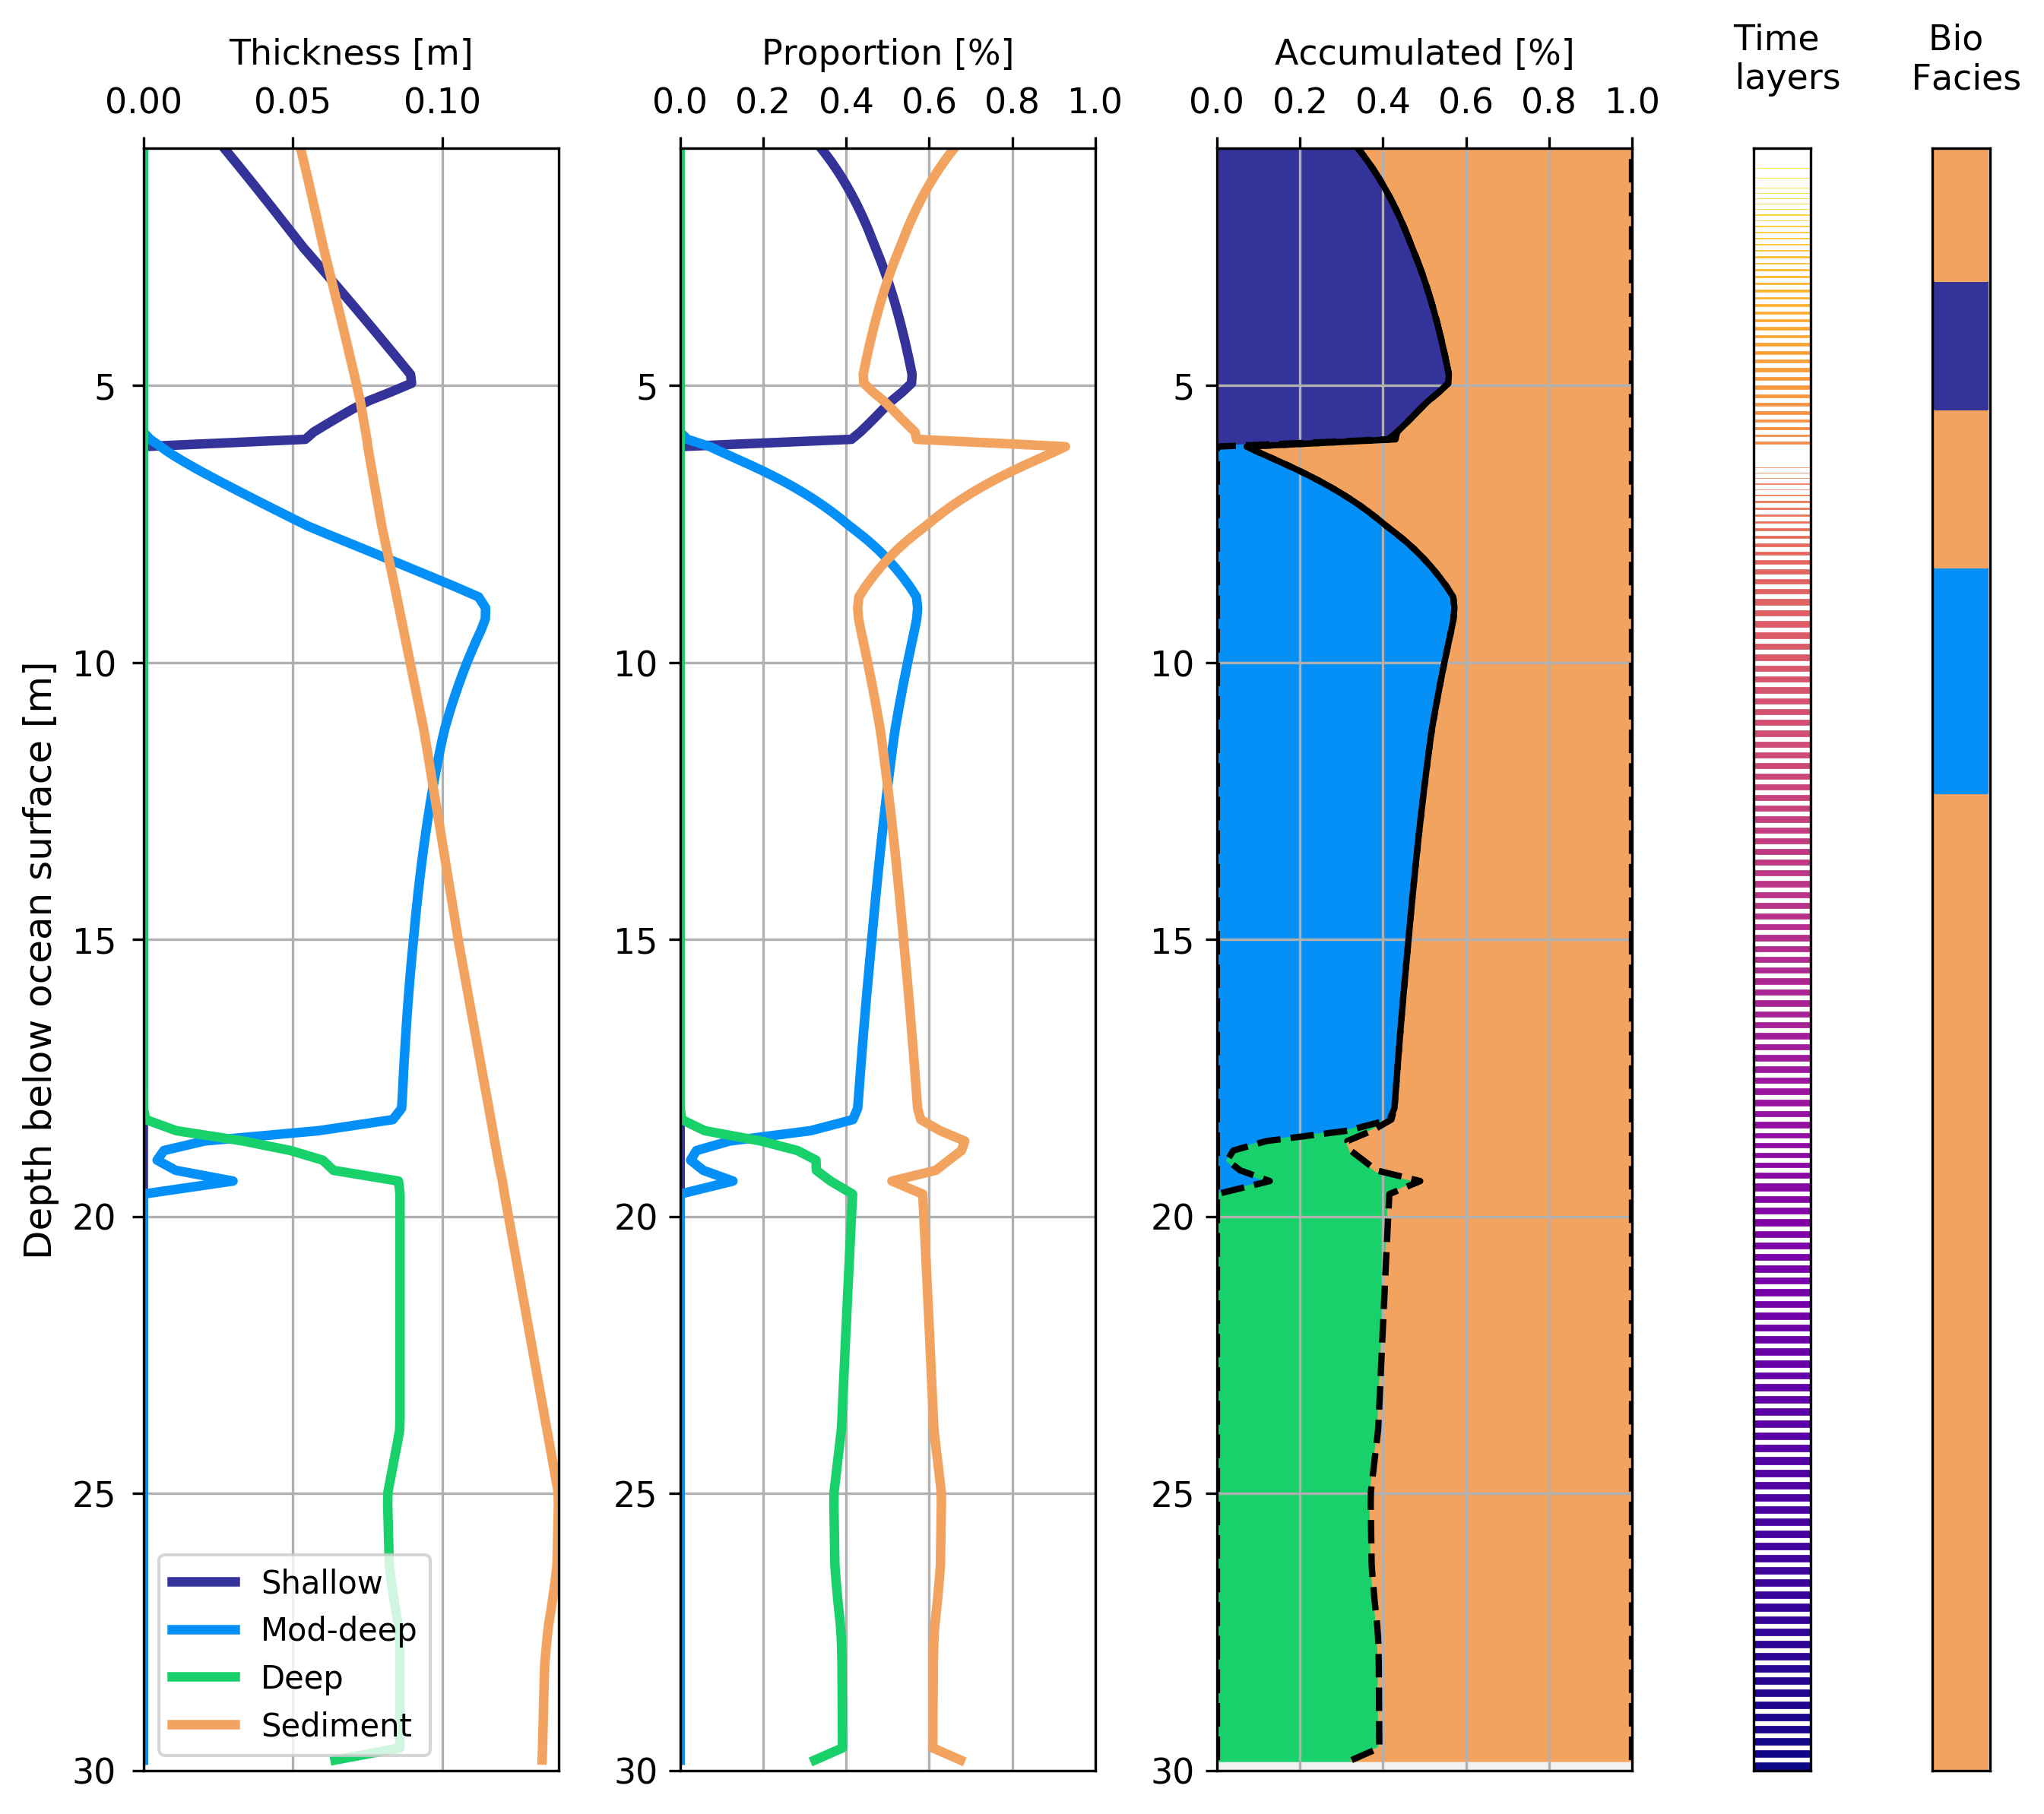 Thickness [m]
0.00 0.05 0.10
Proportion [%]
0.0 0.2 0.4 0.6 0.8 1.0
Accumulated [%]
0.0 0.2 0.4 0.6 0.8 1.0
Time
layers
Bio
Facies
Depth below ocean surface [m]
5
10
15
20
25
30
5
10
15
20
25
30
5
10
15
20
25
30
Shallow
Mod-deep
Deep
Sediment